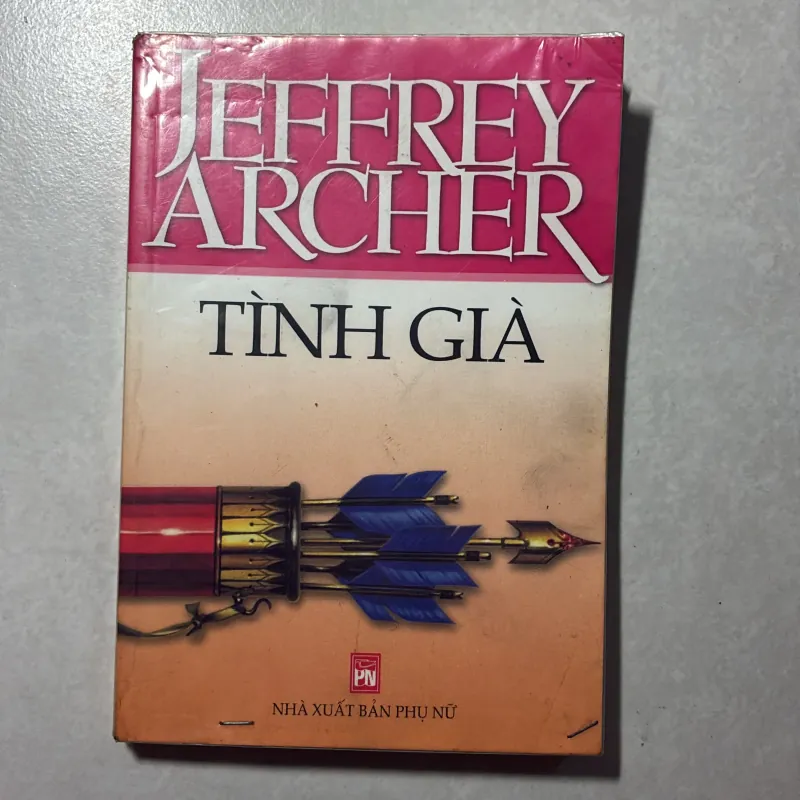 JEFFREY
ARCHER
TÌNH GIÀ
PN
NHÀ XUẤT BẢN PHỤ NỮ